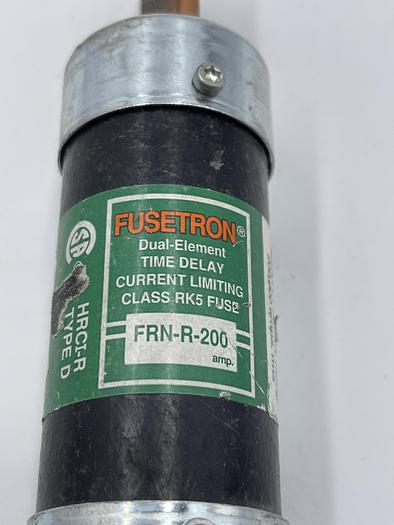 FUSETRON®
Dual-Element
TIME DELAY
CURRENT LIMITING
CLASS RK5 FUSE
FRN-R-200
amp.
HRCI-R
TYPE D